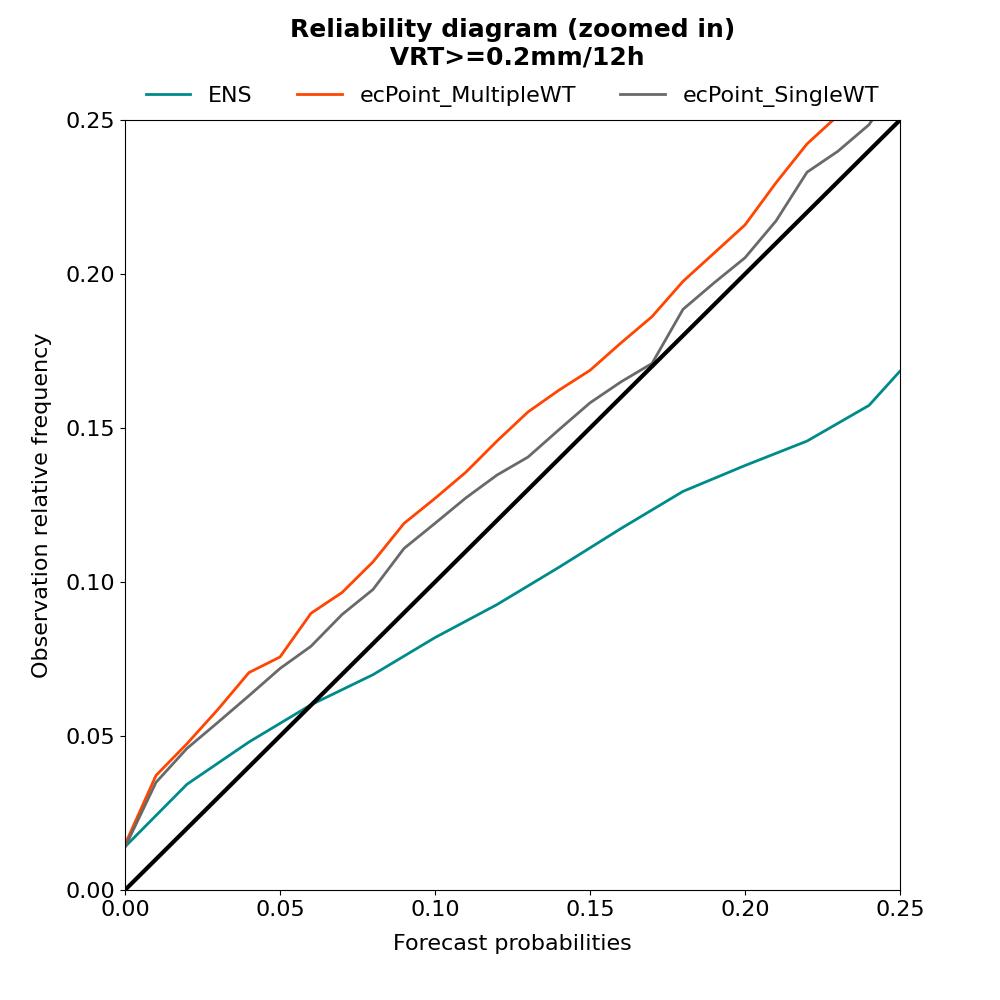 Reliability diagram (zoomed in)
VRT>=0.2mm/12h
ENS ecPoint_MultipleWT ecPoint_SingleWT
0.25
0.20
0.15
0.10
0.05
0.00
Observation relative frequency
0.00 0.05 0.10 0.15 0.20 0.25
Forecast probabilities